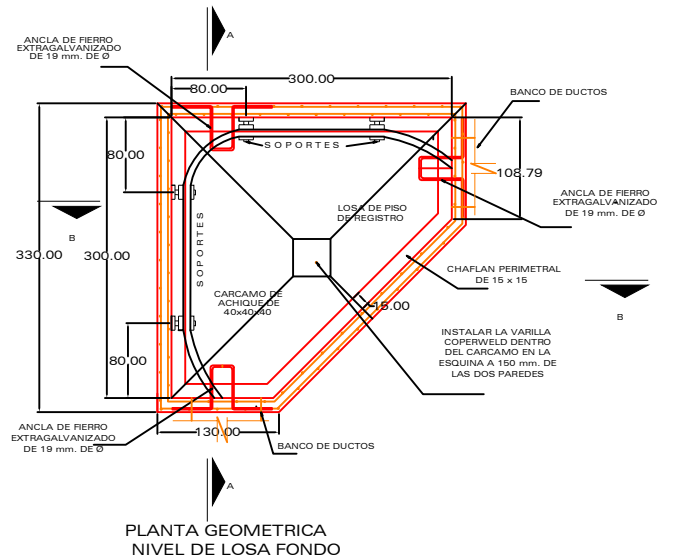 A
ANCLA DE FIERRO
EXTRAGALVANIZADO
DE 19 mm. DE Ø
300.00
80.00
BANCO DE DUCTOS
SOPORTES
80.00
108.79
ANCLA DE FIERRO
EXTRAGALVANIZADO
DE 19 mm. DE Ø
LOSA DE PISO
DE REGISTRO
B
SOPORTES
330.00
300.00
CHAFLAN PERIMETRAL
DE 15 x 15
CARCAMO DE
ACHIQUE DE
40x40x40
15.00
B
INSTALAR LA VARILLA
COPERWELD DENTRO
DEL CARCAMO EN LA
ESQUINA A 150 mm. DE
LAS DOS PAREDES
80.00
ANCLA DE FIERRO
EXTRAGALVANIZADO
DE 19 mm. DE Ø
130.00
BANCO DE DUCTOS
A
PLANTA GEOMETRICA
NIVEL DE LOSA FONDO